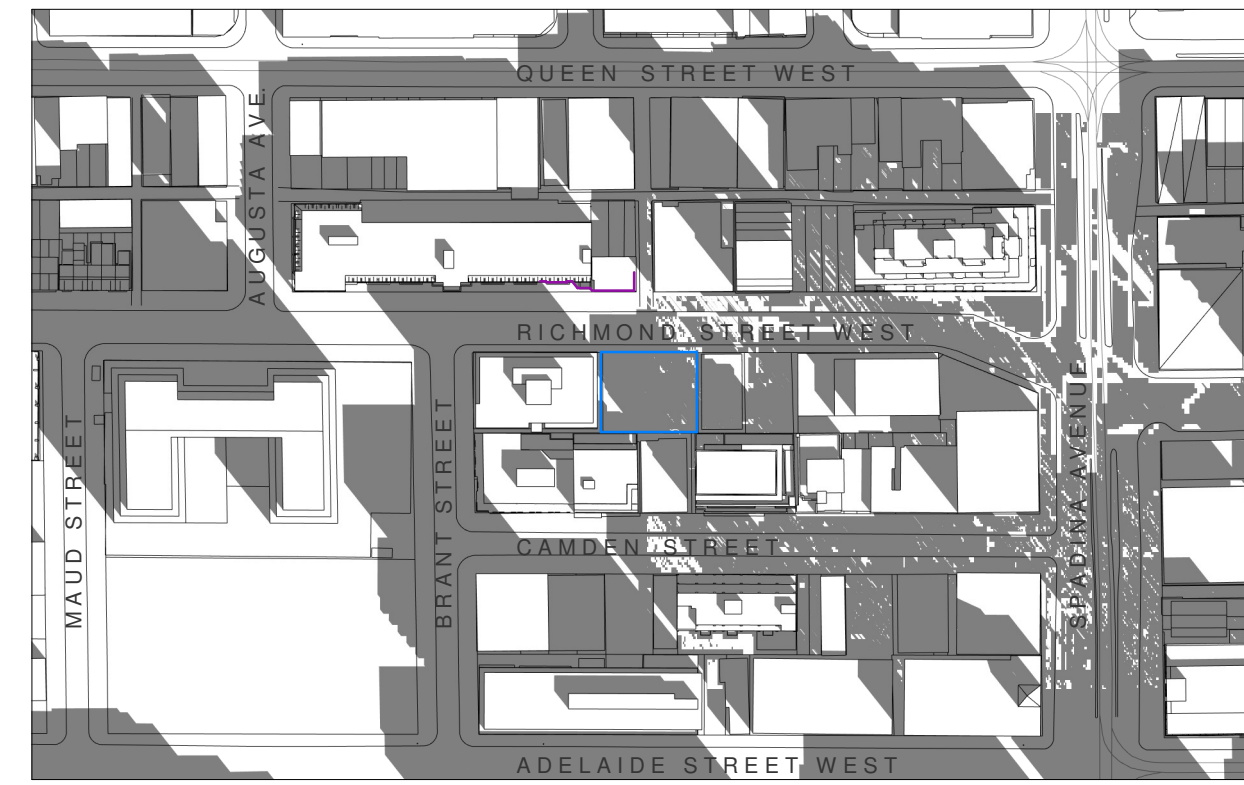 QUEEN STREET WEST
AUGUSTA AVE.
RICHMOND STREET WEST
MAUD STREET
BRANT STREET
SPADINA AVENUE
CAMDEN STREET
ADELAIDE STREET WEST